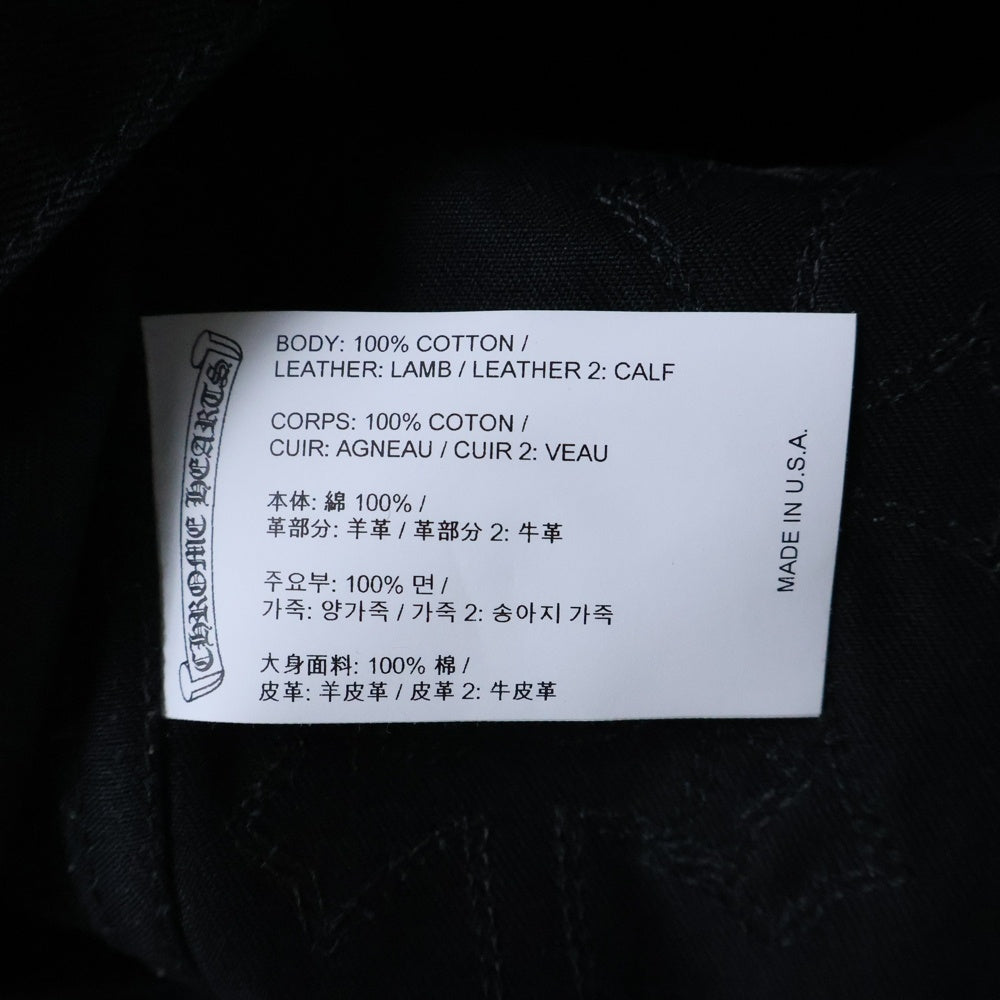 CHROME HEARTS
BODY: 100% COTTON /
LEATHER: LAMB / LEATHER 2: CALF
CORPS: 100% COTON /
CUIR: AGNEAU / CUIR 2: VEAU
本体: 綿 100% /
革部分: 羊革 / 革部分 2: 牛革
주요부: 100% 면 /
가죽: 양가죽 / 가죽 2: 송아지 가죽
大身面料: 100% 棉 /
皮革: 羊皮革 / 皮革 2: 牛皮革
MADE IN U.S.A.